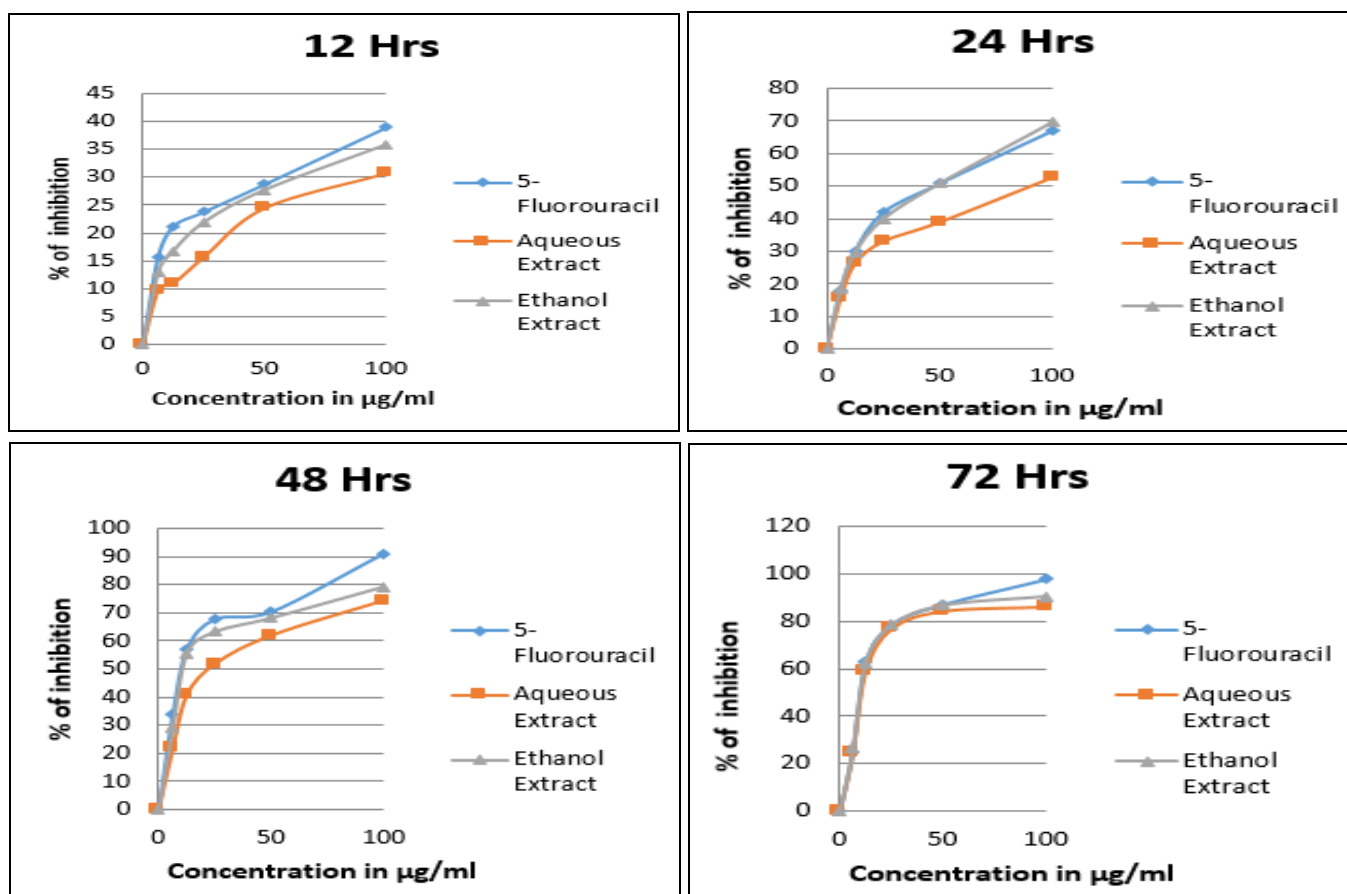 12 Hrs
% of inhibition
45
40
35
30
25
20
15
10
5
0
0 50 100
Concentration in µg/ml
5-
Fluorouracil
Aqueous
Extract
Ethanol
Extract
24 Hrs
% of inhibition
80
70
60
50
40
30
20
10
0
0 50 100
Concentration in µg/ml
5-
Fluorouracil
Aqueous
Extract
Ethanol
Extract
48 Hrs
% of inhibition
100
90
80
70
60
50
40
30
20
10
0
0 50 100
Concentration in µg/ml
5-
Fluorouracil
Aqueous
Extract
Ethanol
Extract
72 Hrs
% of inhibition
120
100
80
60
40
20
0
0 50 100
Concentration in µg/ml
5-
Fluorouracil
Aqueous
Extract
Ethanol
Extract